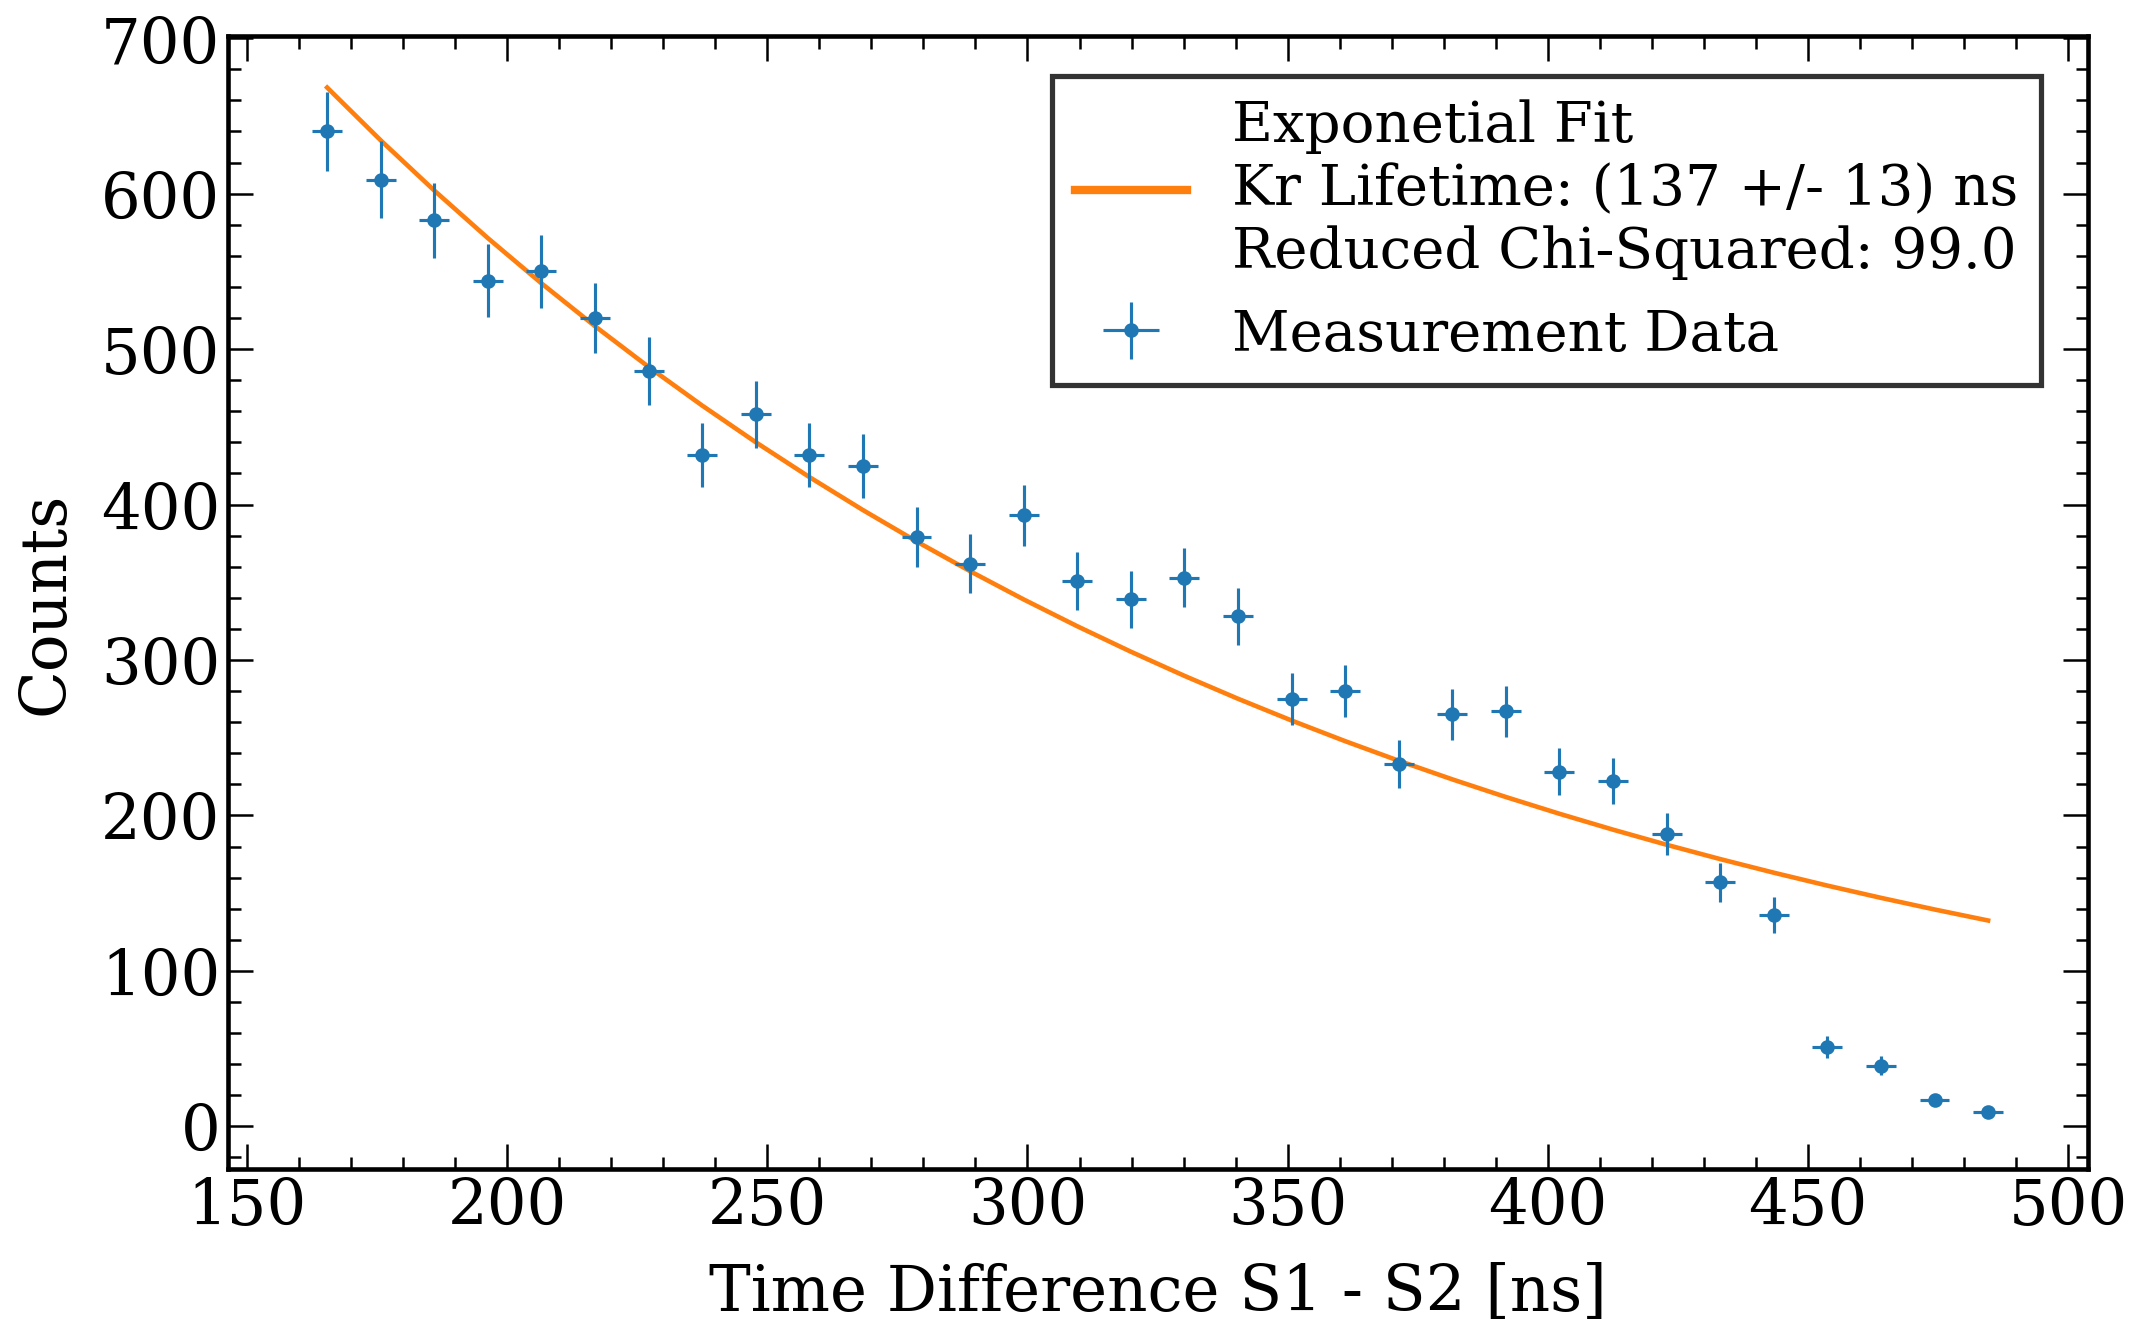 700
600
500
400
300
200
100
0
Counts
Exponetial Fit
Kr Lifetime: (137 +/- 13) ns
Reduced Chi-Squared: 99.0
Measurement Data
150 200 250 300 350 400 450 500
Time Difference S1 - S2 [ns]